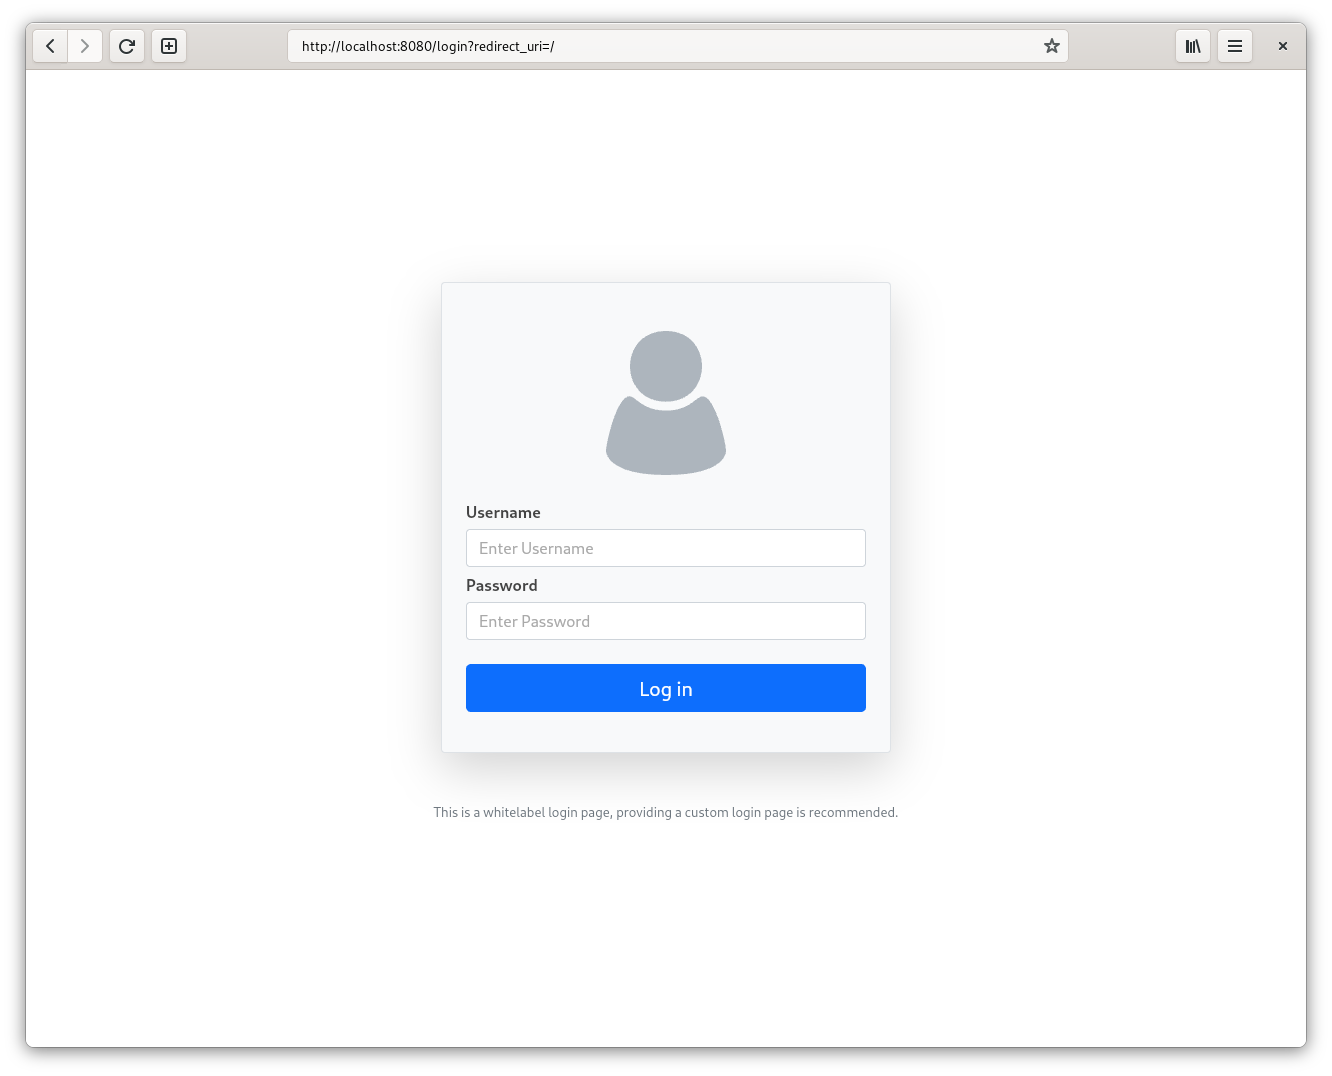 http://localhost:8080/login?redirect_uri=/
Username
Enter Username
Password
Enter Password
Log in
This is a whitelabel login page, providing a custom login page is recommended.